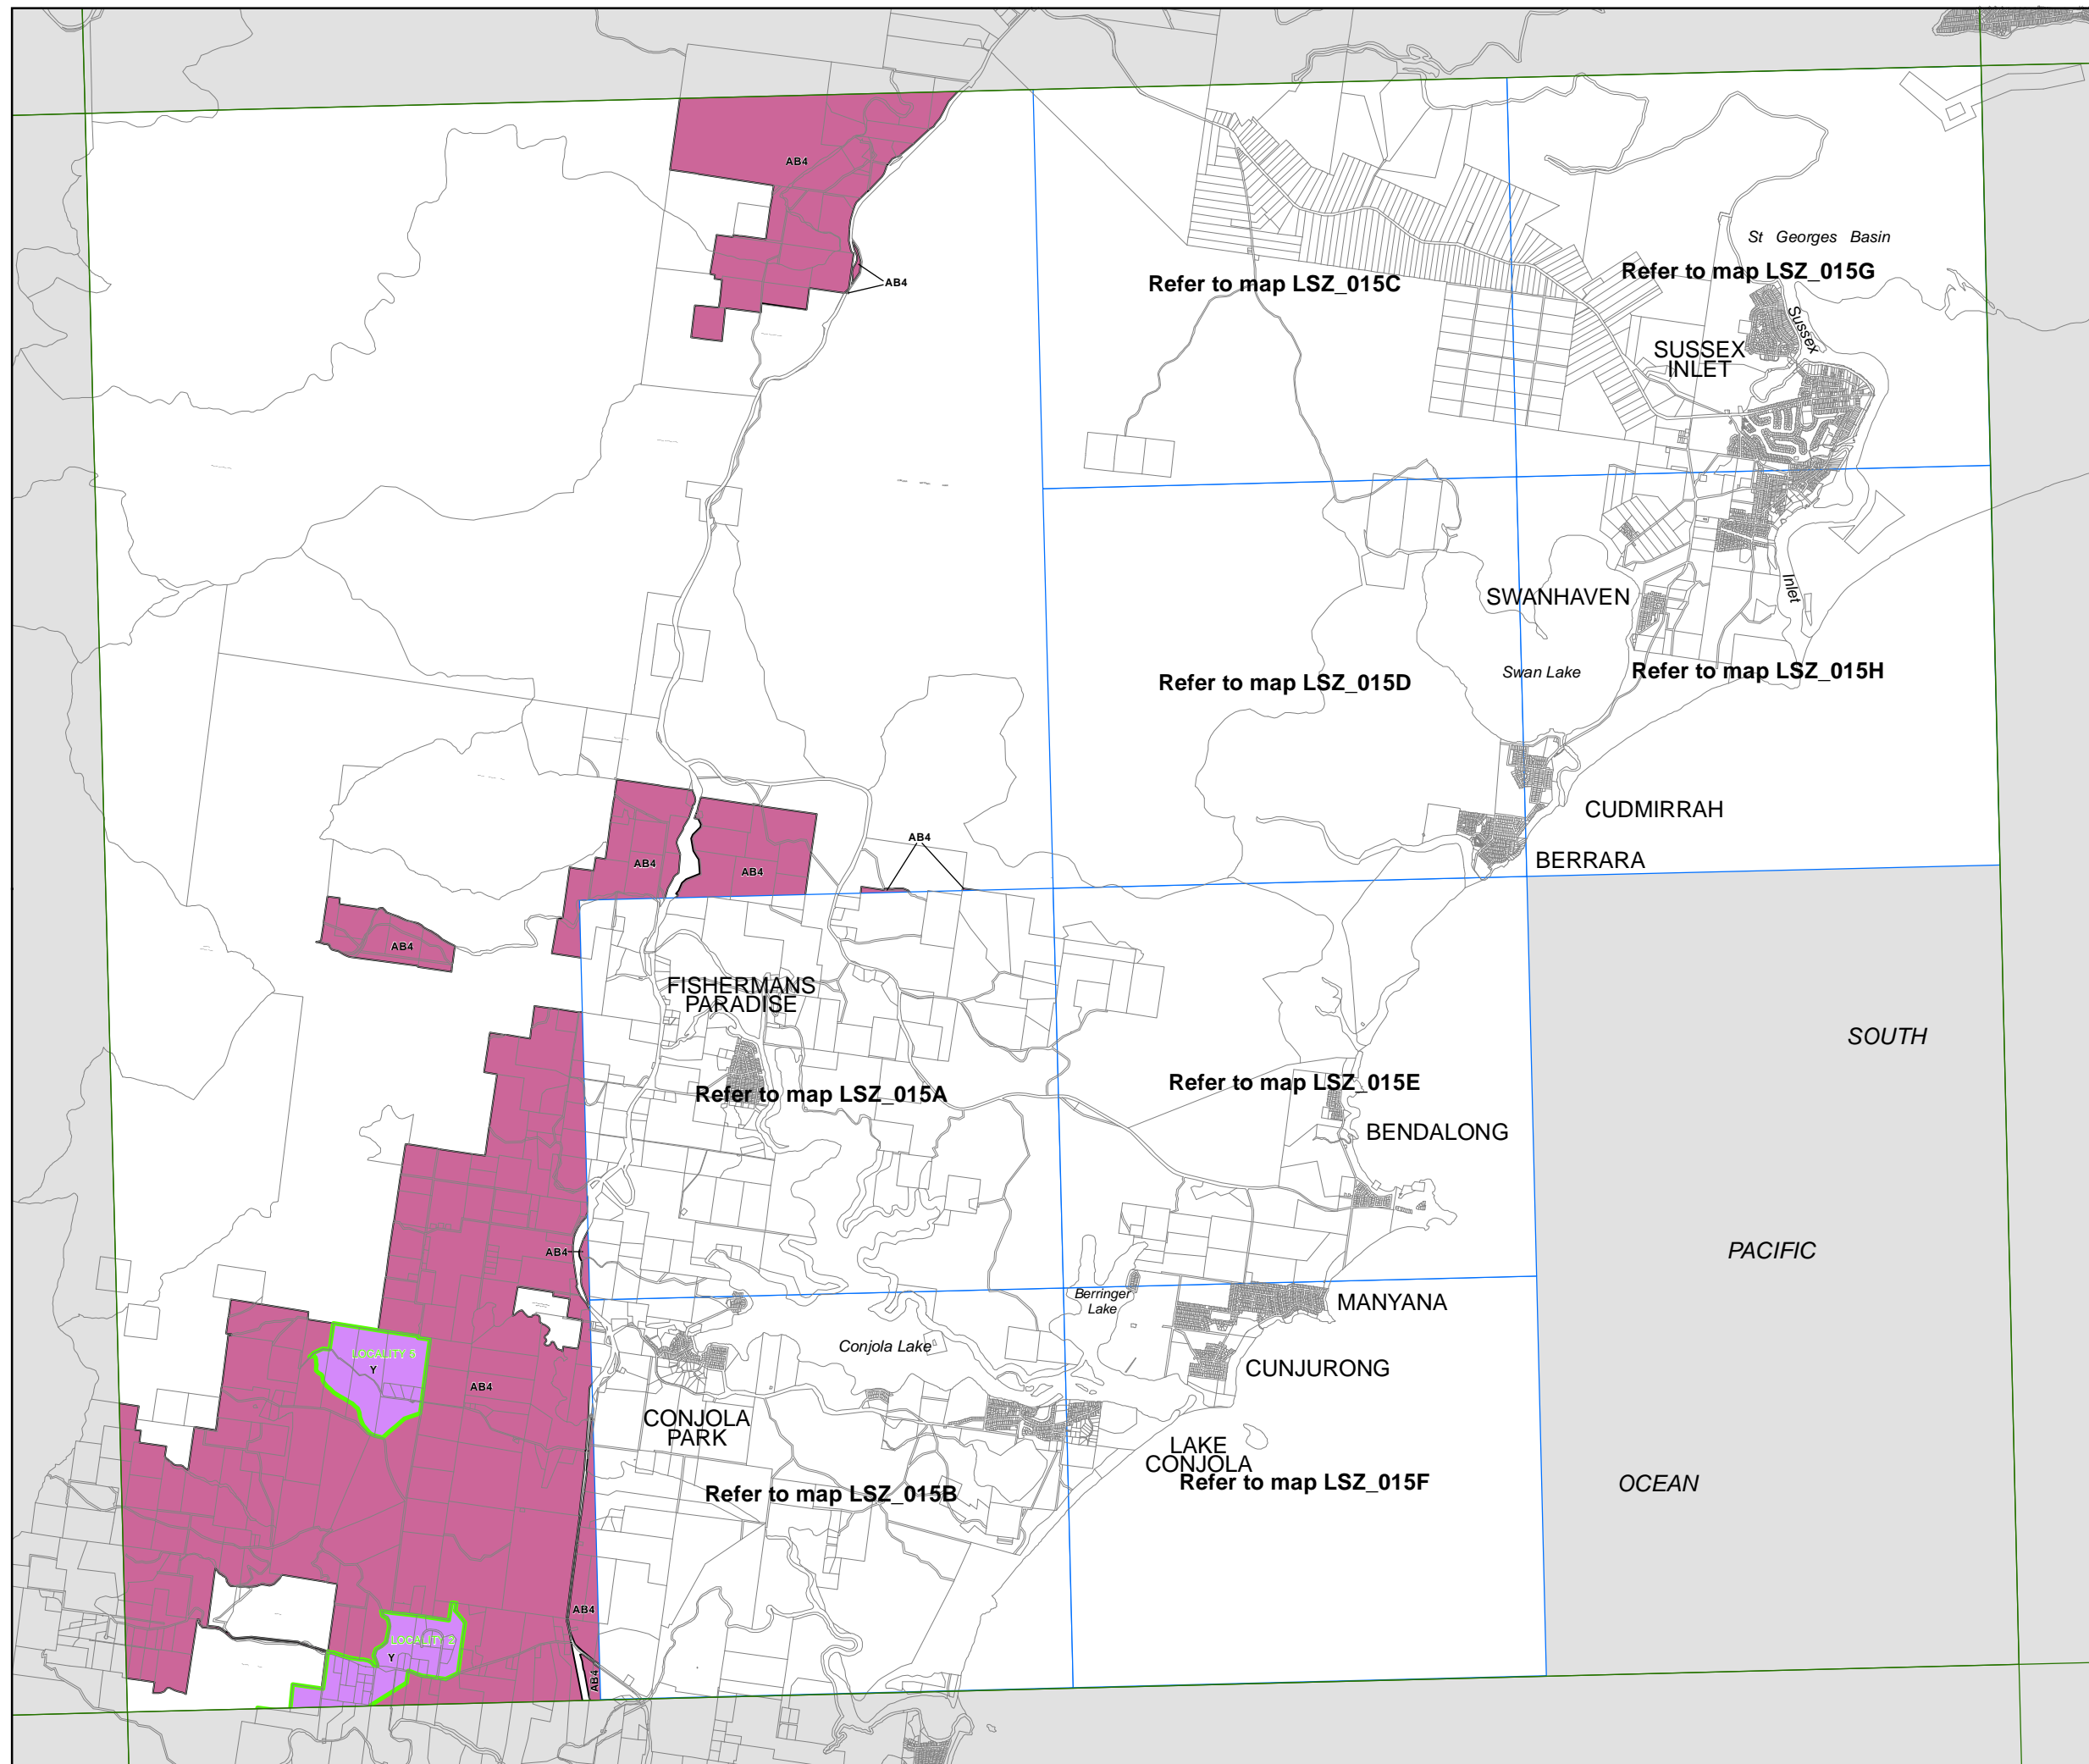 AB4
St Georges Basin
Refer to map LSZ_015G
AB4
Refer to map LSZ_015C
Sussex
SUSSEX
INLET
Inlet
SWANHAVEN
Swan Lake
Refer to map LSZ_015H
Refer to map LSZ_015D
CUDMIRRAH
AB4
BERRARA
AB4
AB4
AB4
FISHERMANS
PARADISE
SOUTH
Refer to map LSZ_015E
Refer to map LSZ_015A
BENDALONG
PACIFIC
AB4
Berringer
Lake
MANYANA
Conjola Lake
LOCALITY 5
Y
CUNJURONG
AB4
CONJOLA
PARK
LAKE
CONJOLA
Refer to map LSZ_015F
OCEAN
Refer to map LSZ_015B
AB4
LOCALITY 2
Y
AB4